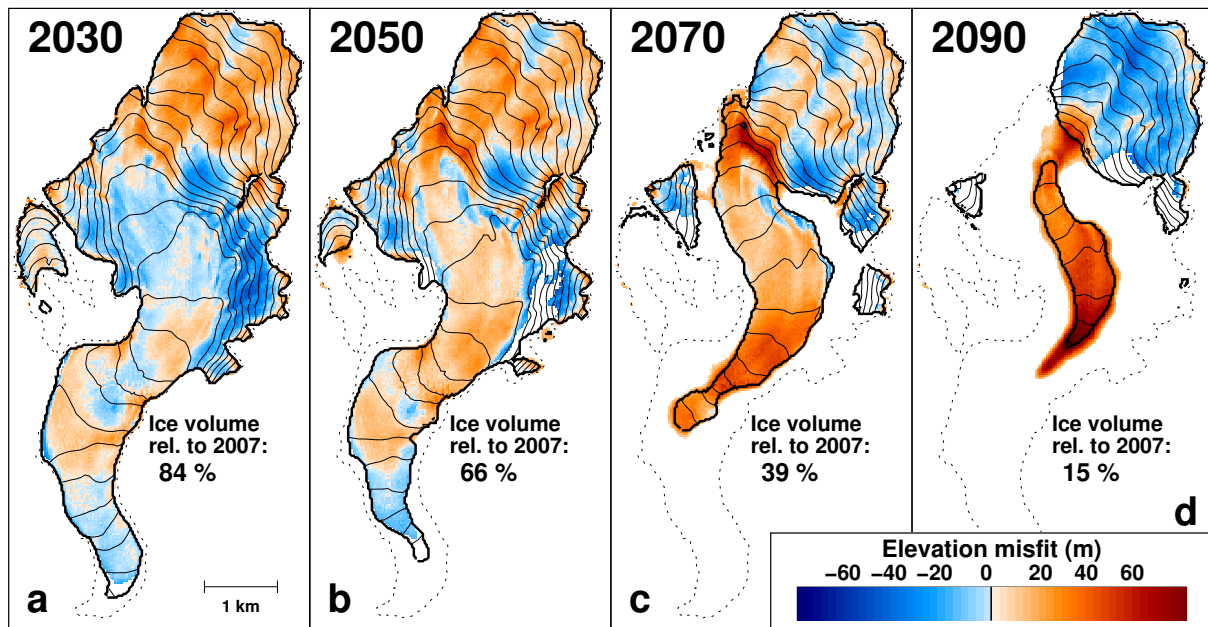 2030
2050
2070
2090
Ice volume
rel. to 2007:
84 %
Ice volume
rel. to 2007:
66 %
Ice volume
rel. to 2007:
39 %
Ice volume
rel. to 2007:
15 %
a
1 km
b
c
d
Elevation misfit (m)
−60 −40 −20 0 20 40 60